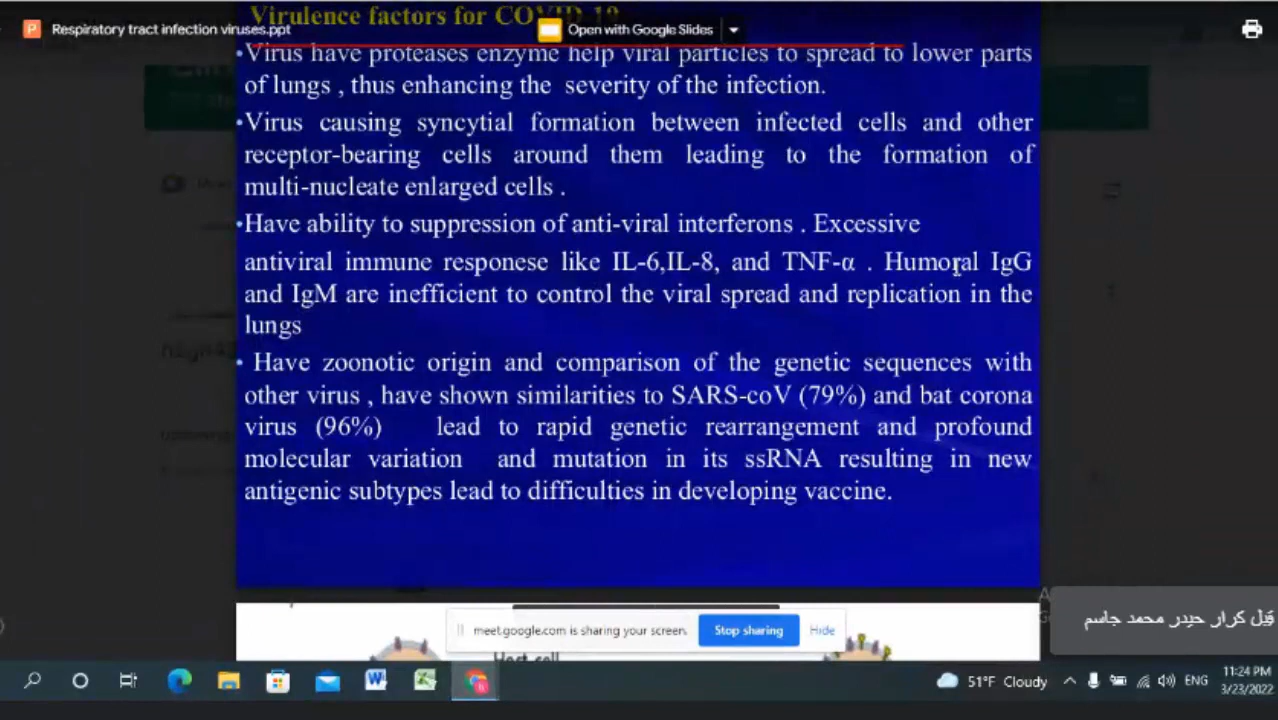 Virulence factors for COVID-19
Respiratory tract infection viruses.ppt
Open with Google Slides
•Virus have proteases enzyme help viral particles to spread to lower parts
of lungs , thus enhancing the severity of the infection.
•Virus causing syncytial formation between infected cells and other
receptor-bearing cells around them leading to the formation of
multi-nucleate enlarged cells .
•Have ability to suppression of anti-viral interferons . Excessive
antiviral immune responese like IL-6,IL-8, and TNF-α . Humoral IgG
and IgM are inefficient to control the viral spread and replication in the
lungs
• Have zoonotic origin and comparison of the genetic sequences with
other virus , have shown similarities to SARS-coV (79%) and bat corona
virus (96%) lead to rapid genetic rearrangement and profound
molecular variation and mutation in its ssRNA resulting in new
antigenic subtypes lead to difficulties in developing vaccine.
كرار حيدر محمد جاسم
meet.google.com is sharing your screen.
Stop sharing
Hide
Host cell
51°F Cloudy
ENG
11:24 PM
3/23/2022